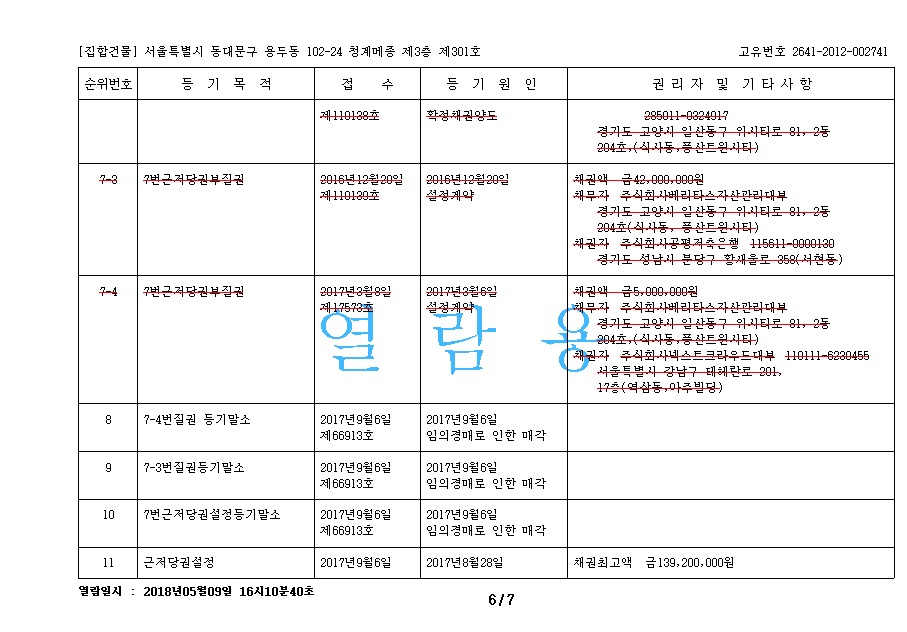 [집합건물] 서울특별시 동대문구 용두동 102-24 청계메종 제3층 제301호 고유번호 2641-2012-002741
순위번호 등 기 목 적 접 수 등 기 원 인 권 리 자 및 기 타 사 항
제110138호 확정채권양도 285011-0324017
경기도 고양시 일산동구 위시티로 81, 2동
204호,(식사동,풍산트윈시티)
7-3 7번근저당권부질권 2016년12월20일 2016년12월20일 채권액 금42,000,000원
제110139호 설정계약 채무자 주식회사베리타스자산관리대부
경기도 고양시 일산동구 위시티로 81, 2동
204호(식사동, 풍산트윈시티)
채권자 주식회사공평저축은행 115611-0000130
경기도 성남시 분당구 황새울로 358(서현동)
7-4 7번근저당권부질권 2017년3월8일 2017년3월6일 채권액 금5,000,000원
제17573호 설정계약 채무자 주식회사베리타스자산관리대부
경기도 고양시 일산동구 위시티로 81, 2동
204호,(식사동,풍산트윈시티)
열 람 용
채권자 주식회사넥스트크라우드대부 110111-6230455
서울특별시 강남구 테헤란로 201,
17층(역삼동,아주빌딩)
8 7-4번질권 등기말소 2017년9월6일 2017년9월6일
제66913호 임의경매로 인한 매각
9 7-3번질권등기말소 2017년9월6일 2017년9월6일
제66913호 임의경매로 인한 매각
10 7번근저당권설정등기말소 2017년9월6일 2017년9월6일
제66913호 임의경매로 인한 매각
11 근저당권설정 2017년9월6일 2017년8월28일 채권최고액 금139,200,000원
열람일시 : 2018년05월09일 16시10분40초
6/7